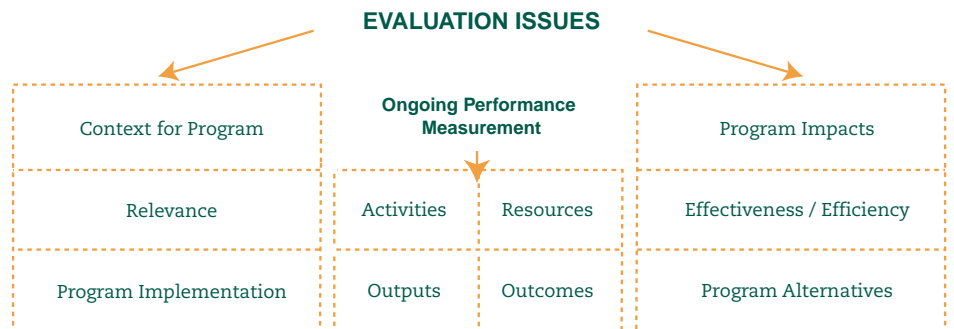 EVALUATION ISSUES
Ongoing Performance
Measurement
Context for Program
Program Impacts
Relevance
Activities
Resources
Effectiveness / Efficiency
Program Implementation
Outputs
Outcomes
Program Alternatives